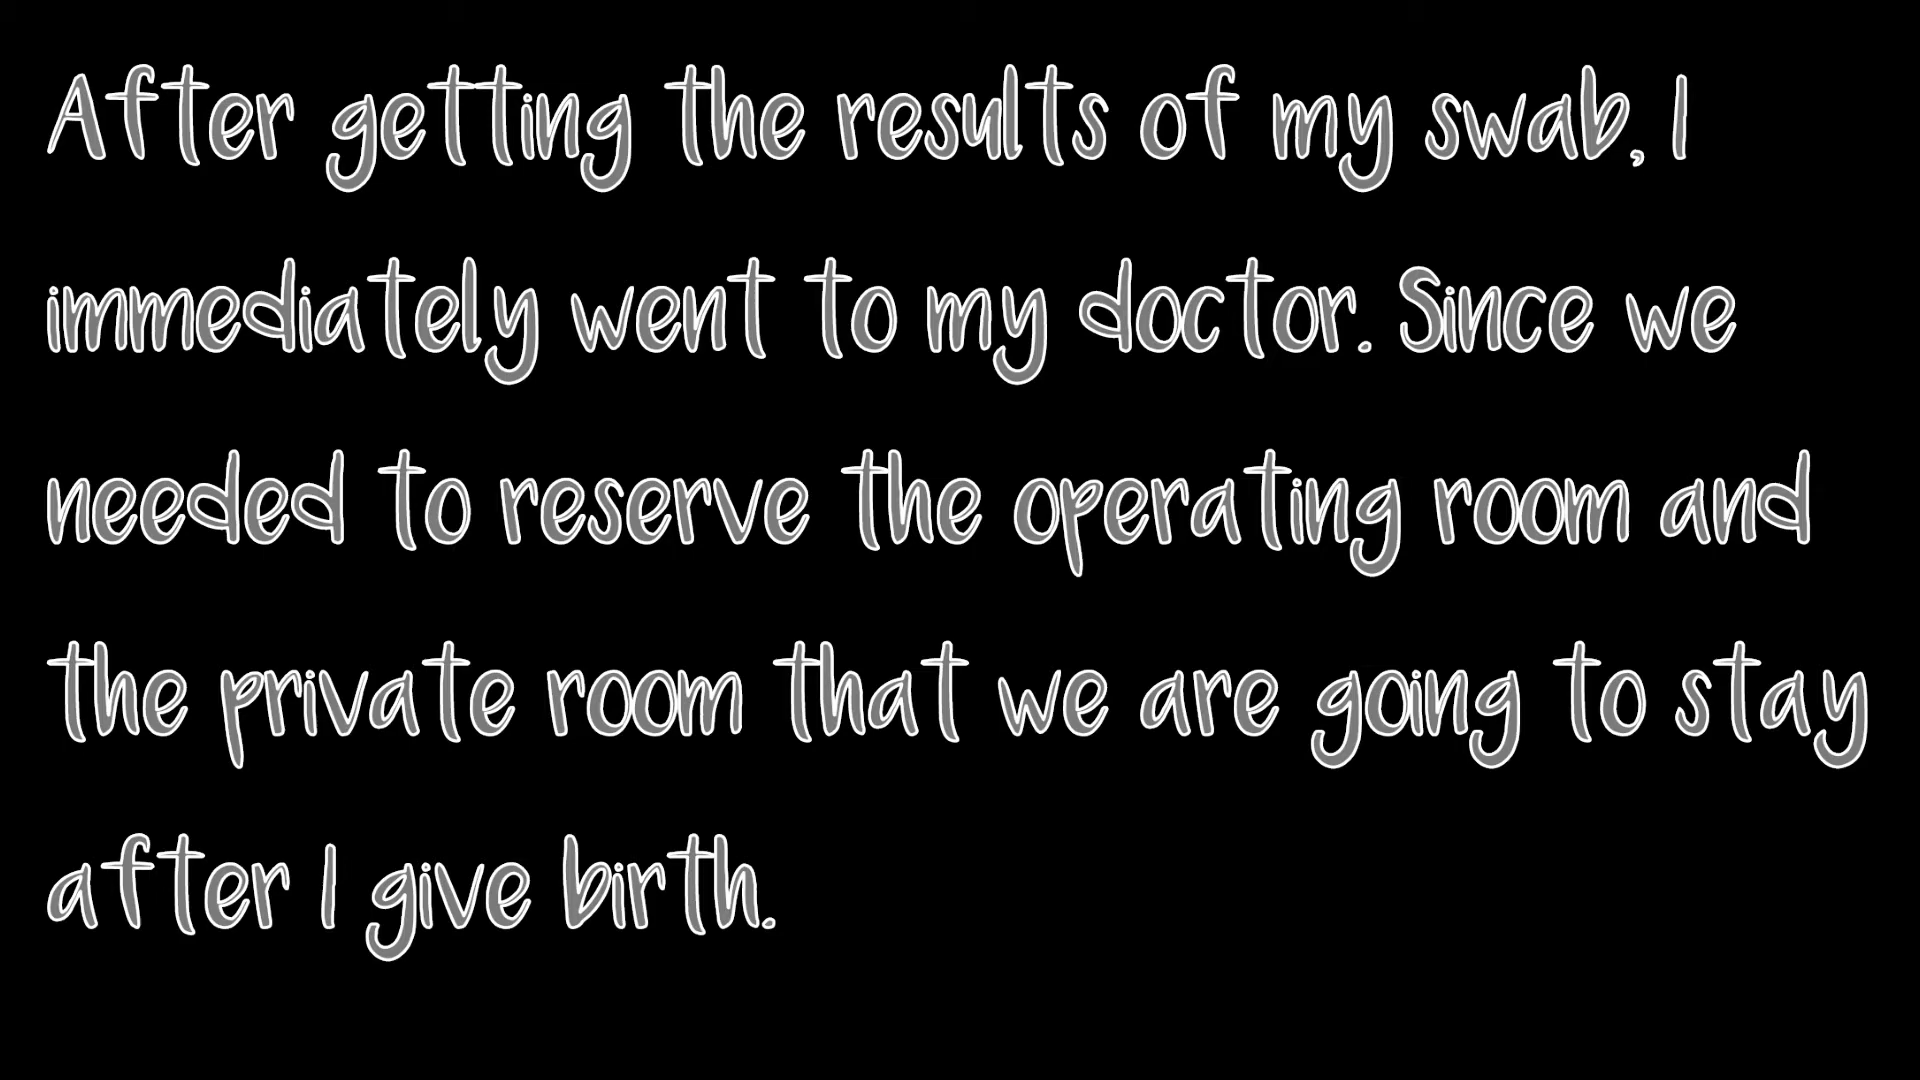 After getting the results of my swab, I
immediately went to my doctor. Since we
needed to reserve the operating room and
the private room that we are going to stay
after I give birth.